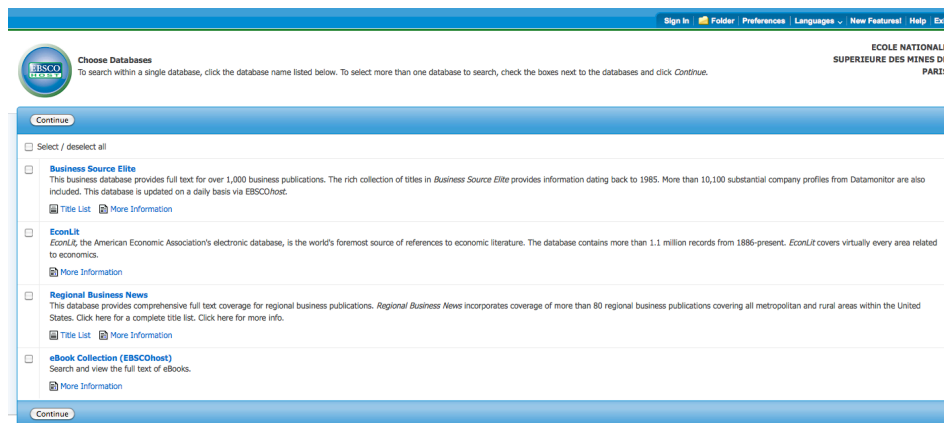 Sign In Folder Preferences Languages New Features! Help
EBSCO
HOST
Choose Databases
To search within a single database, click the database name listed below. To select more than one database to search, check the boxes next to the databases and click Continue.
ECOLE NATIONAL
SUPERIEURE DES MINES D
PARIS
Continue
Select / deselect all
Business Source Elite
This business database provides full text for over 1,000 business publications. The rich collection of titles in Business Source Elite provides information dating back to 1985. More than 10,100 substantial company profiles from Datamonitor are also
included. This database is updated on a daily basis via EBSCOhost.
Title List More Information
EconLit
EconLit, the American Economic Association's electronic database, is the world's foremost source of references to economic literature. The database contains more than 1.1 million records from 1886-present. EconLit covers virtually every area related
to economics.
More Information
Regional Business News
This database provides comprehensive full text coverage for regional business publications. Regional Business News incorporates coverage of more than 80 regional business publications covering all metropolitan and rural areas within the United
States. Click here for a complete title list. Click here for more info.
Title List More Information
eBook Collection (EBSCOhost)
Search and view the full text of eBooks.
More Information
Continue